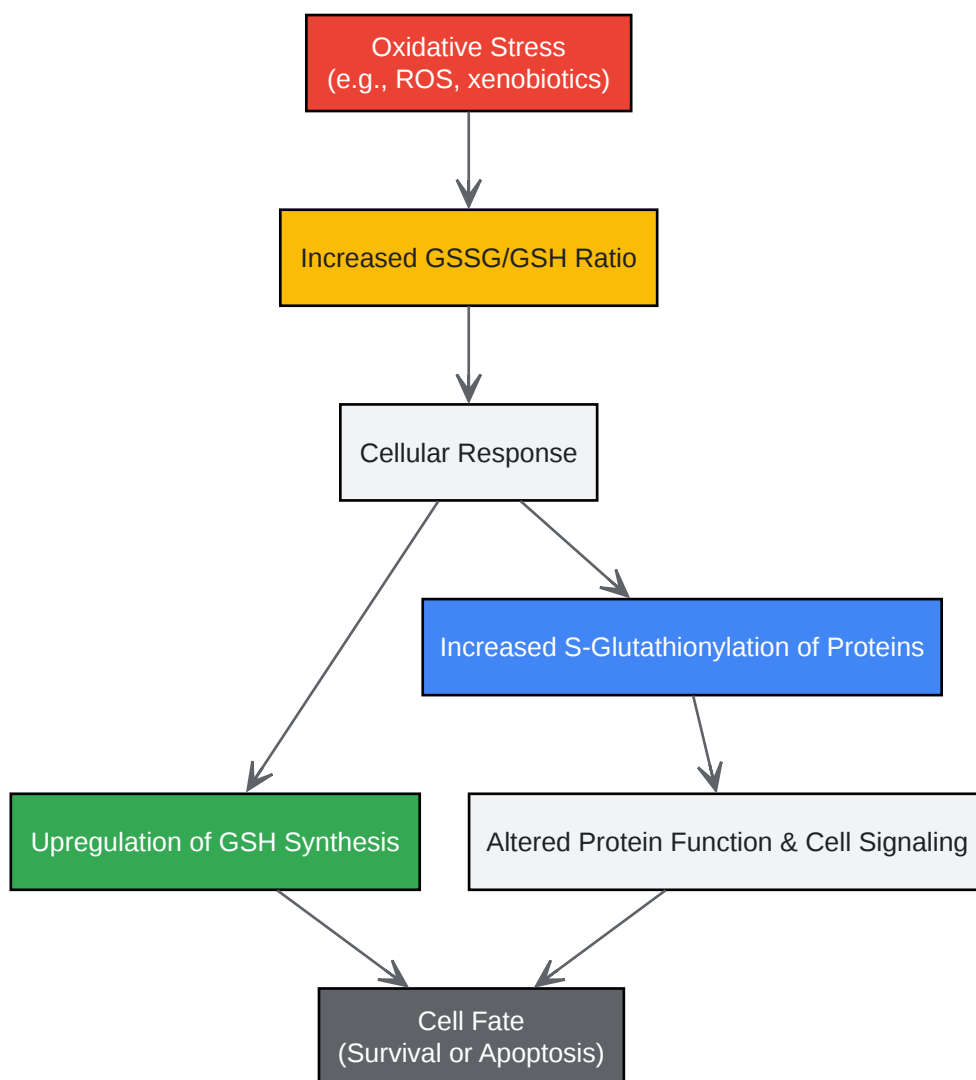 Oxidative Stress
(e.g., ROS, xenobiotics)
Increased GSSG/GSH Ratio
Cellular Response
Increased S-Glutathionylation of Proteins
Upregulation of GSH Synthesis
Altered Protein Function & Cell Signaling
Cell Fate
(Survival or Apoptosis)